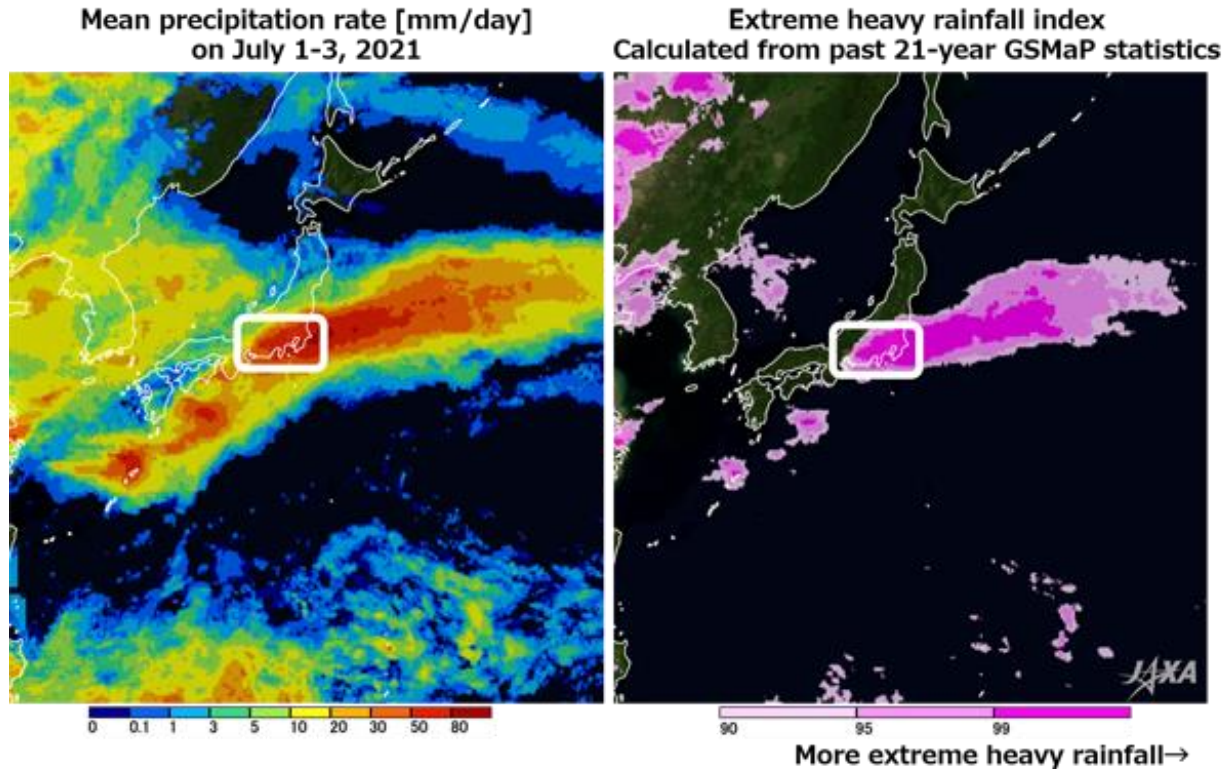 Mean precipitation rate [mm/day]
on July 1-3, 2021
Extreme heavy rainfall index
Calculated from past 21-year GSMaP statistics
JAXA
0 0.1 1 3 5 10 20 30 50 80
90 95 99
More extreme heavy rainfall→